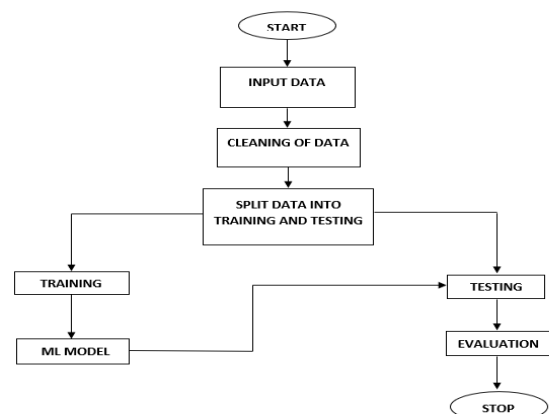 START
INPUT DATA
CLEANING OF DATA
SPLIT DATA INTO
TRAINING AND TESTING
TRAINING
TESTING
ML MODEL
EVALUATION
STOP